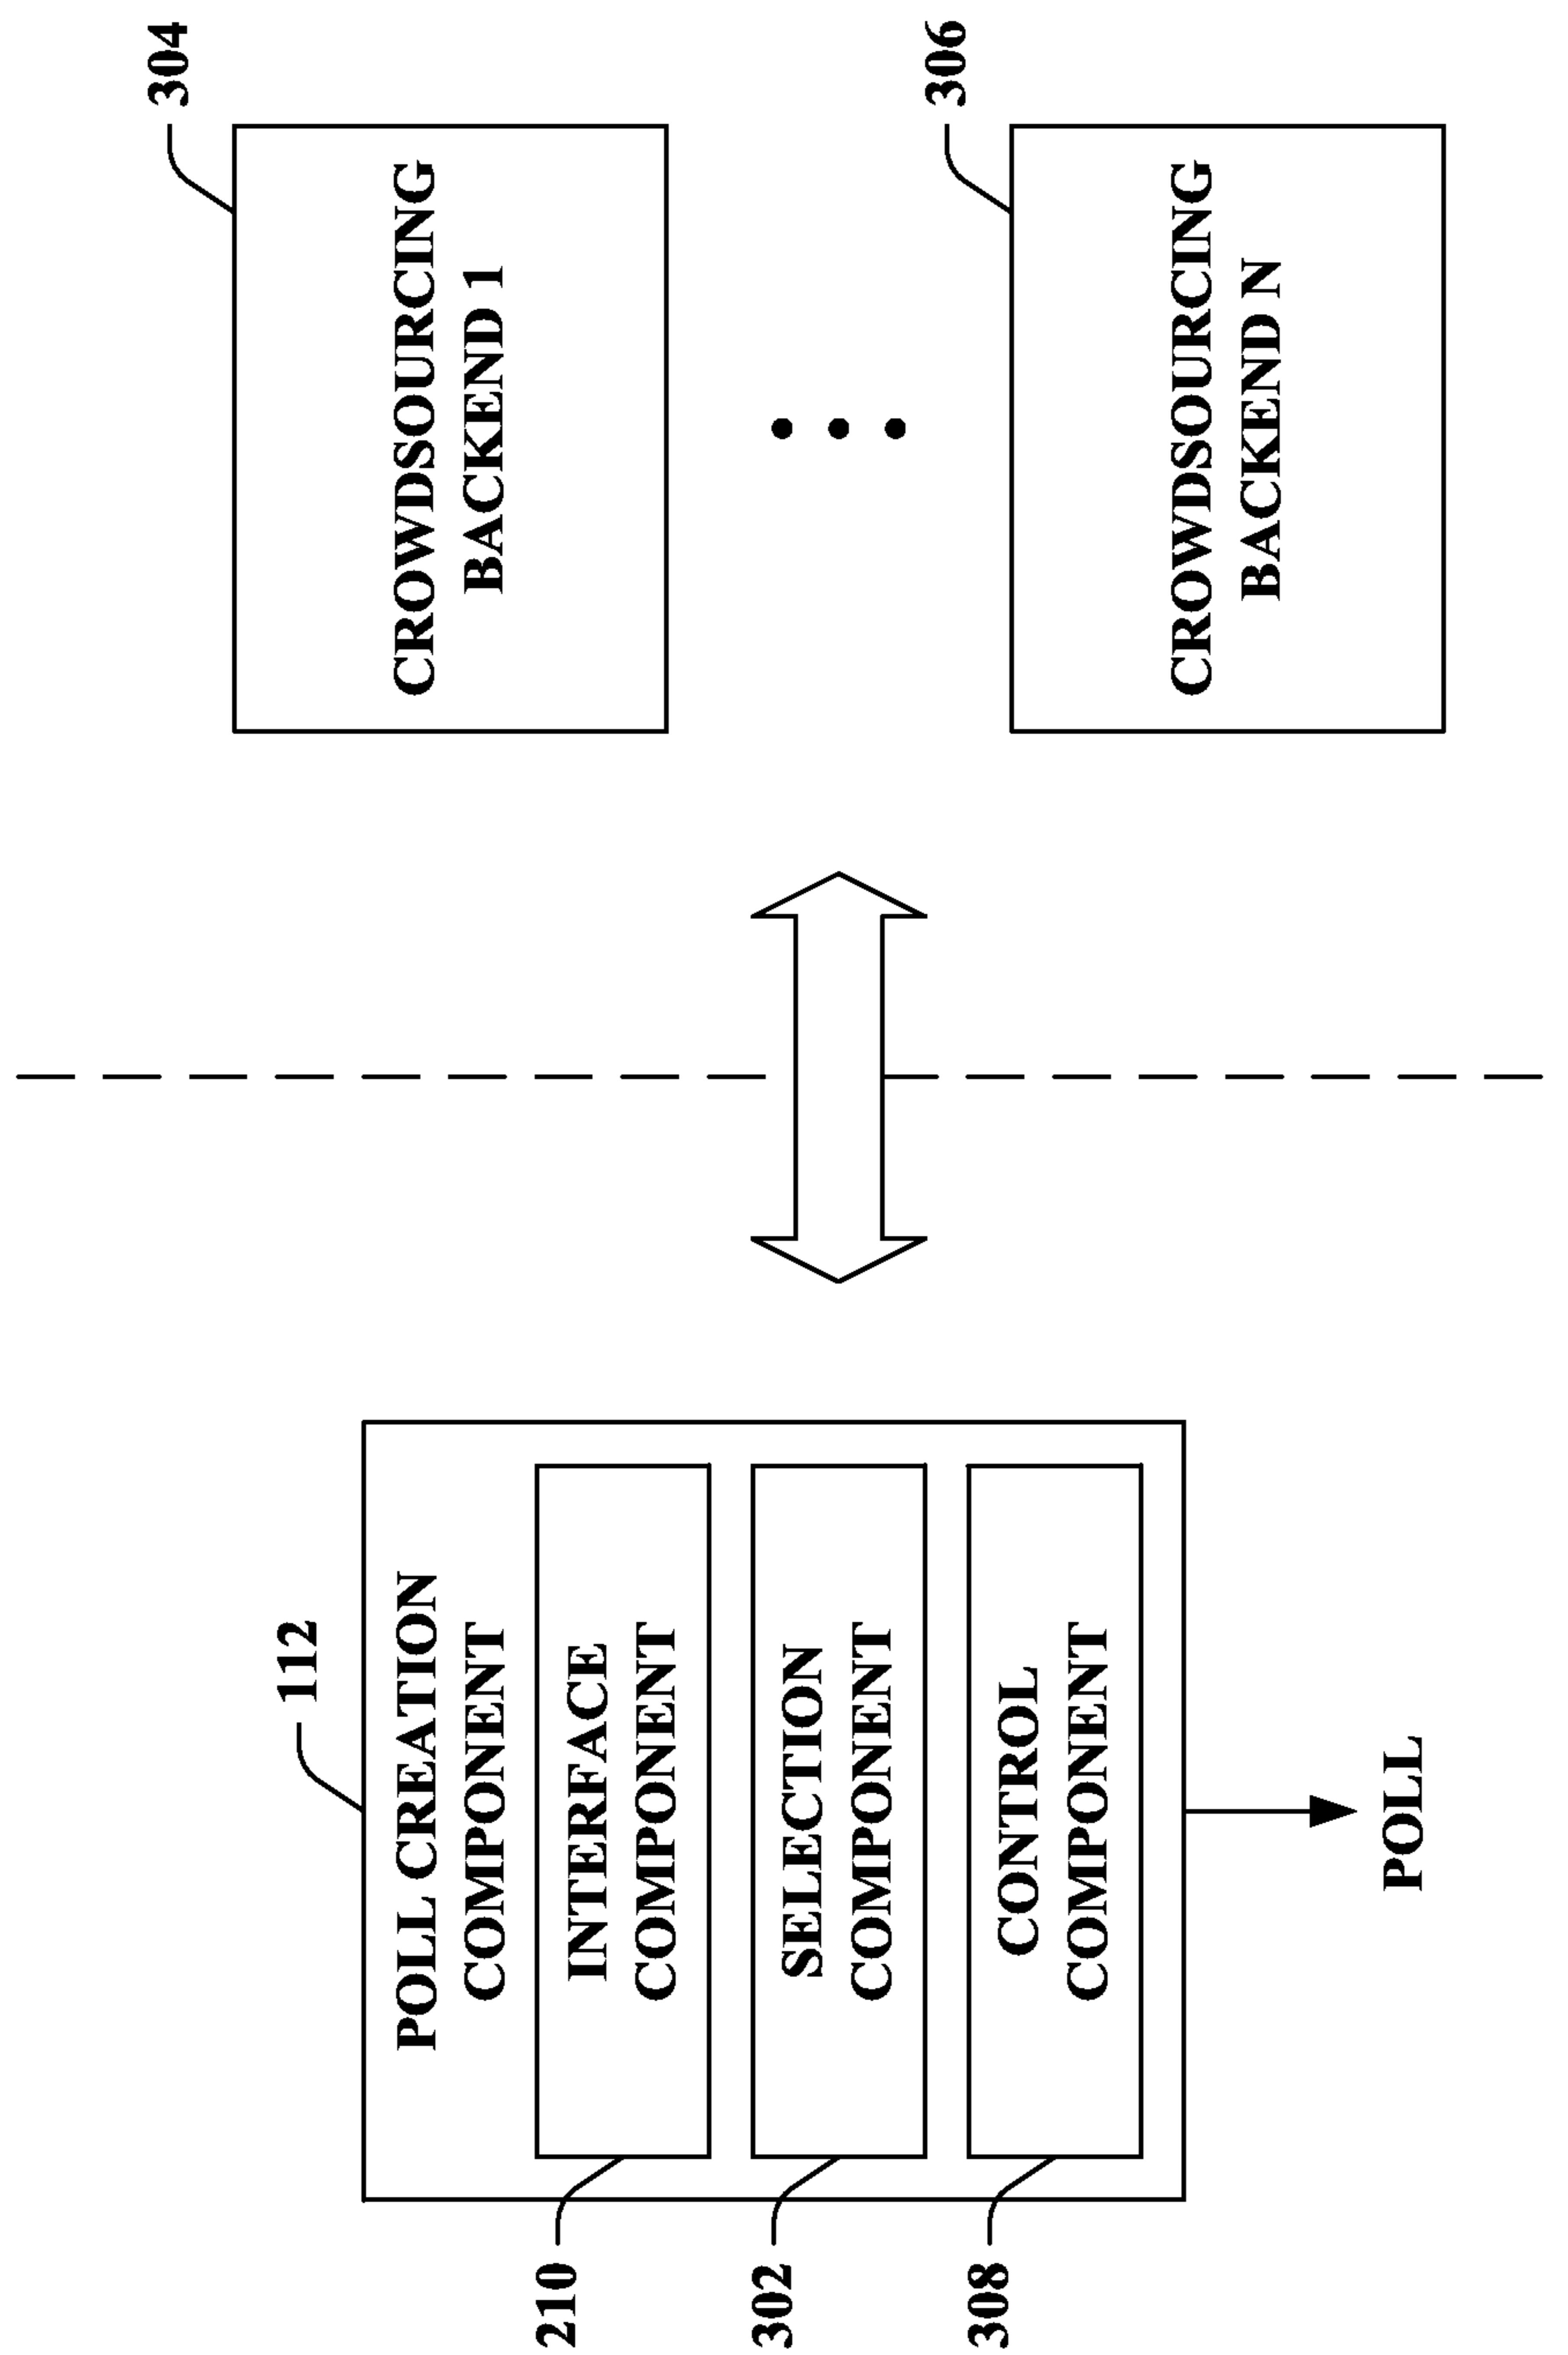 112
POLL CREATION
COMPONENT
210
INTERFACE
COMPONENT
302
SELECTION
COMPONENT
308
CONTROL
COMPONENT
POLL
304
CROWDSOURCING
BACKEND 1
306
CROWDSOURCING
BACKEND N